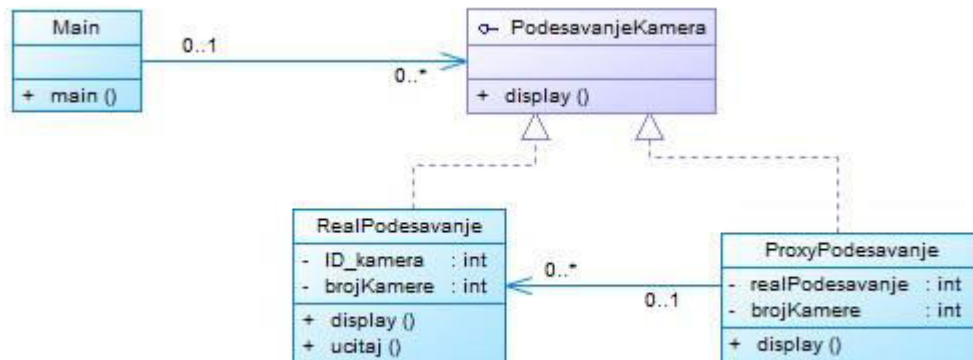 Main
+ main ()
0..1
0..*
PodesavanjeKamera
+ display ()
RealPodesavanje
- ID_kamera : int
- brojKamere : int
+ display ()
+ ucitaj ()
0..*
0..1
ProxyPodesavanje
- realPodesavanje : int
- brojKamere : int
+ display ()